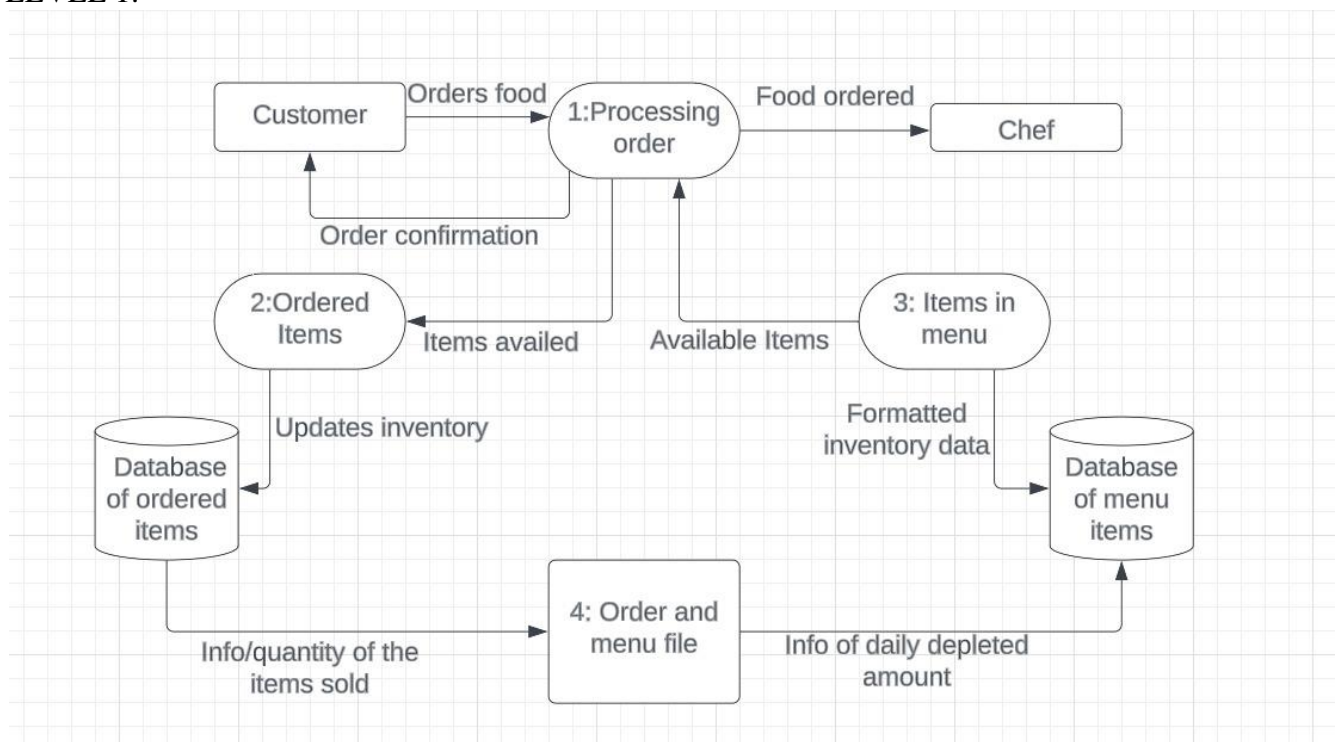 LEVEL 1:
Customer
Orders food
1:Processing
order
Food ordered
Chef
Order confirmation
2:Ordered
Items
Items availed
Available Items
3: Items in
menu
Updates inventory
Formatted
inventory data
Database
of ordered
items
Database
of menu
items
4: Order and
menu file
Info/quantity of the
items sold
Info of daily depleted
amount